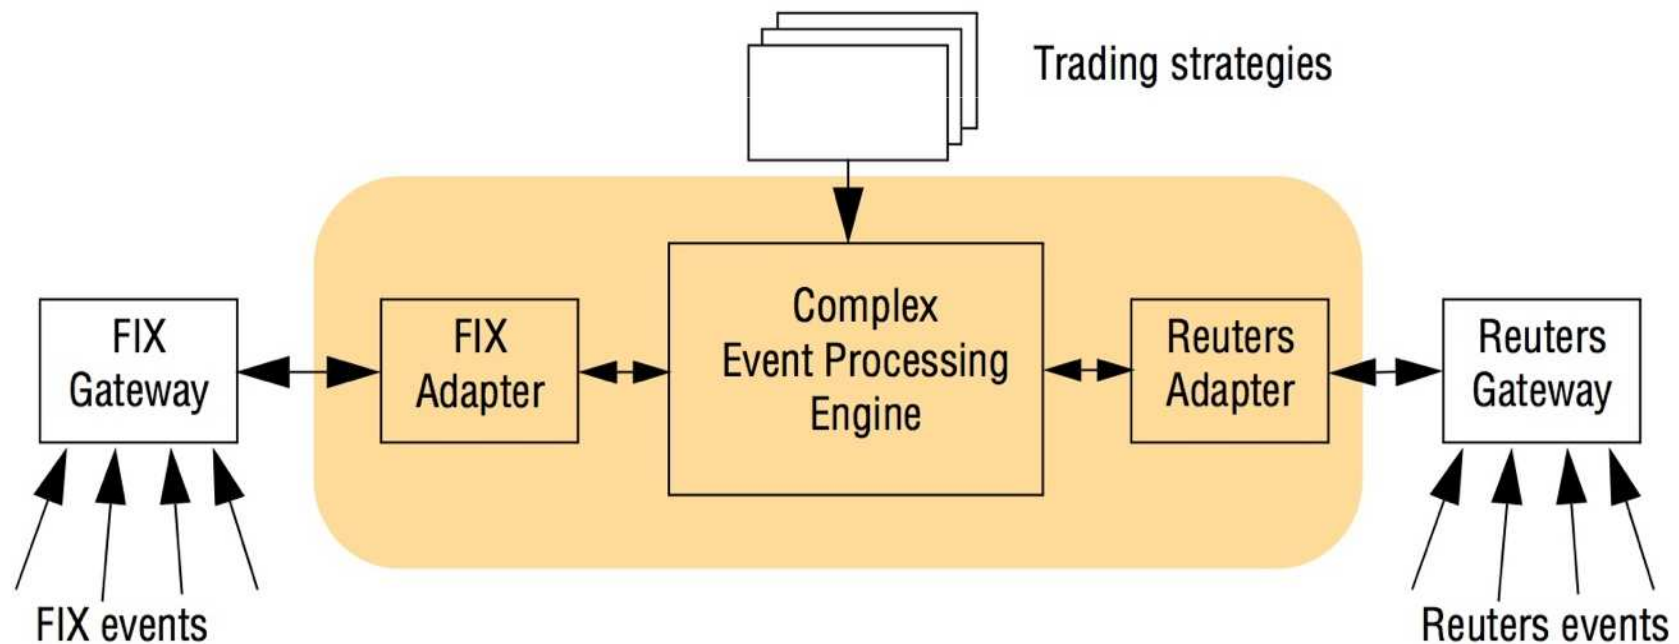 Trading strategies
FIX
Gateway
FIX
Adapter
Complex
Event Processing
Engine
Reuters
Adapter
Reuters
Gateway
FIX events
Reuters events